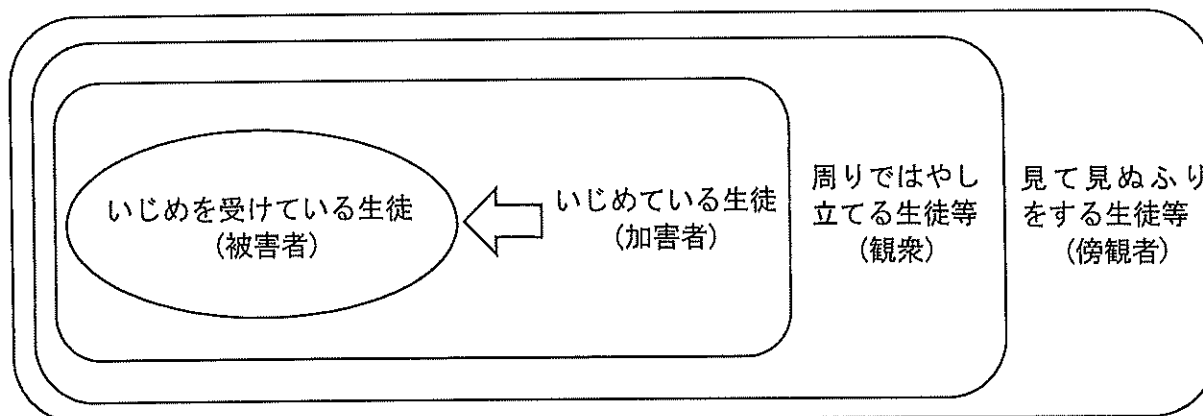 いじめを受けている生徒
(被害者)
いじめている生徒
(加害者)
周りではやし
立てる生徒等
(観衆)
見て見ぬふり
をする生徒等
(傍観者)